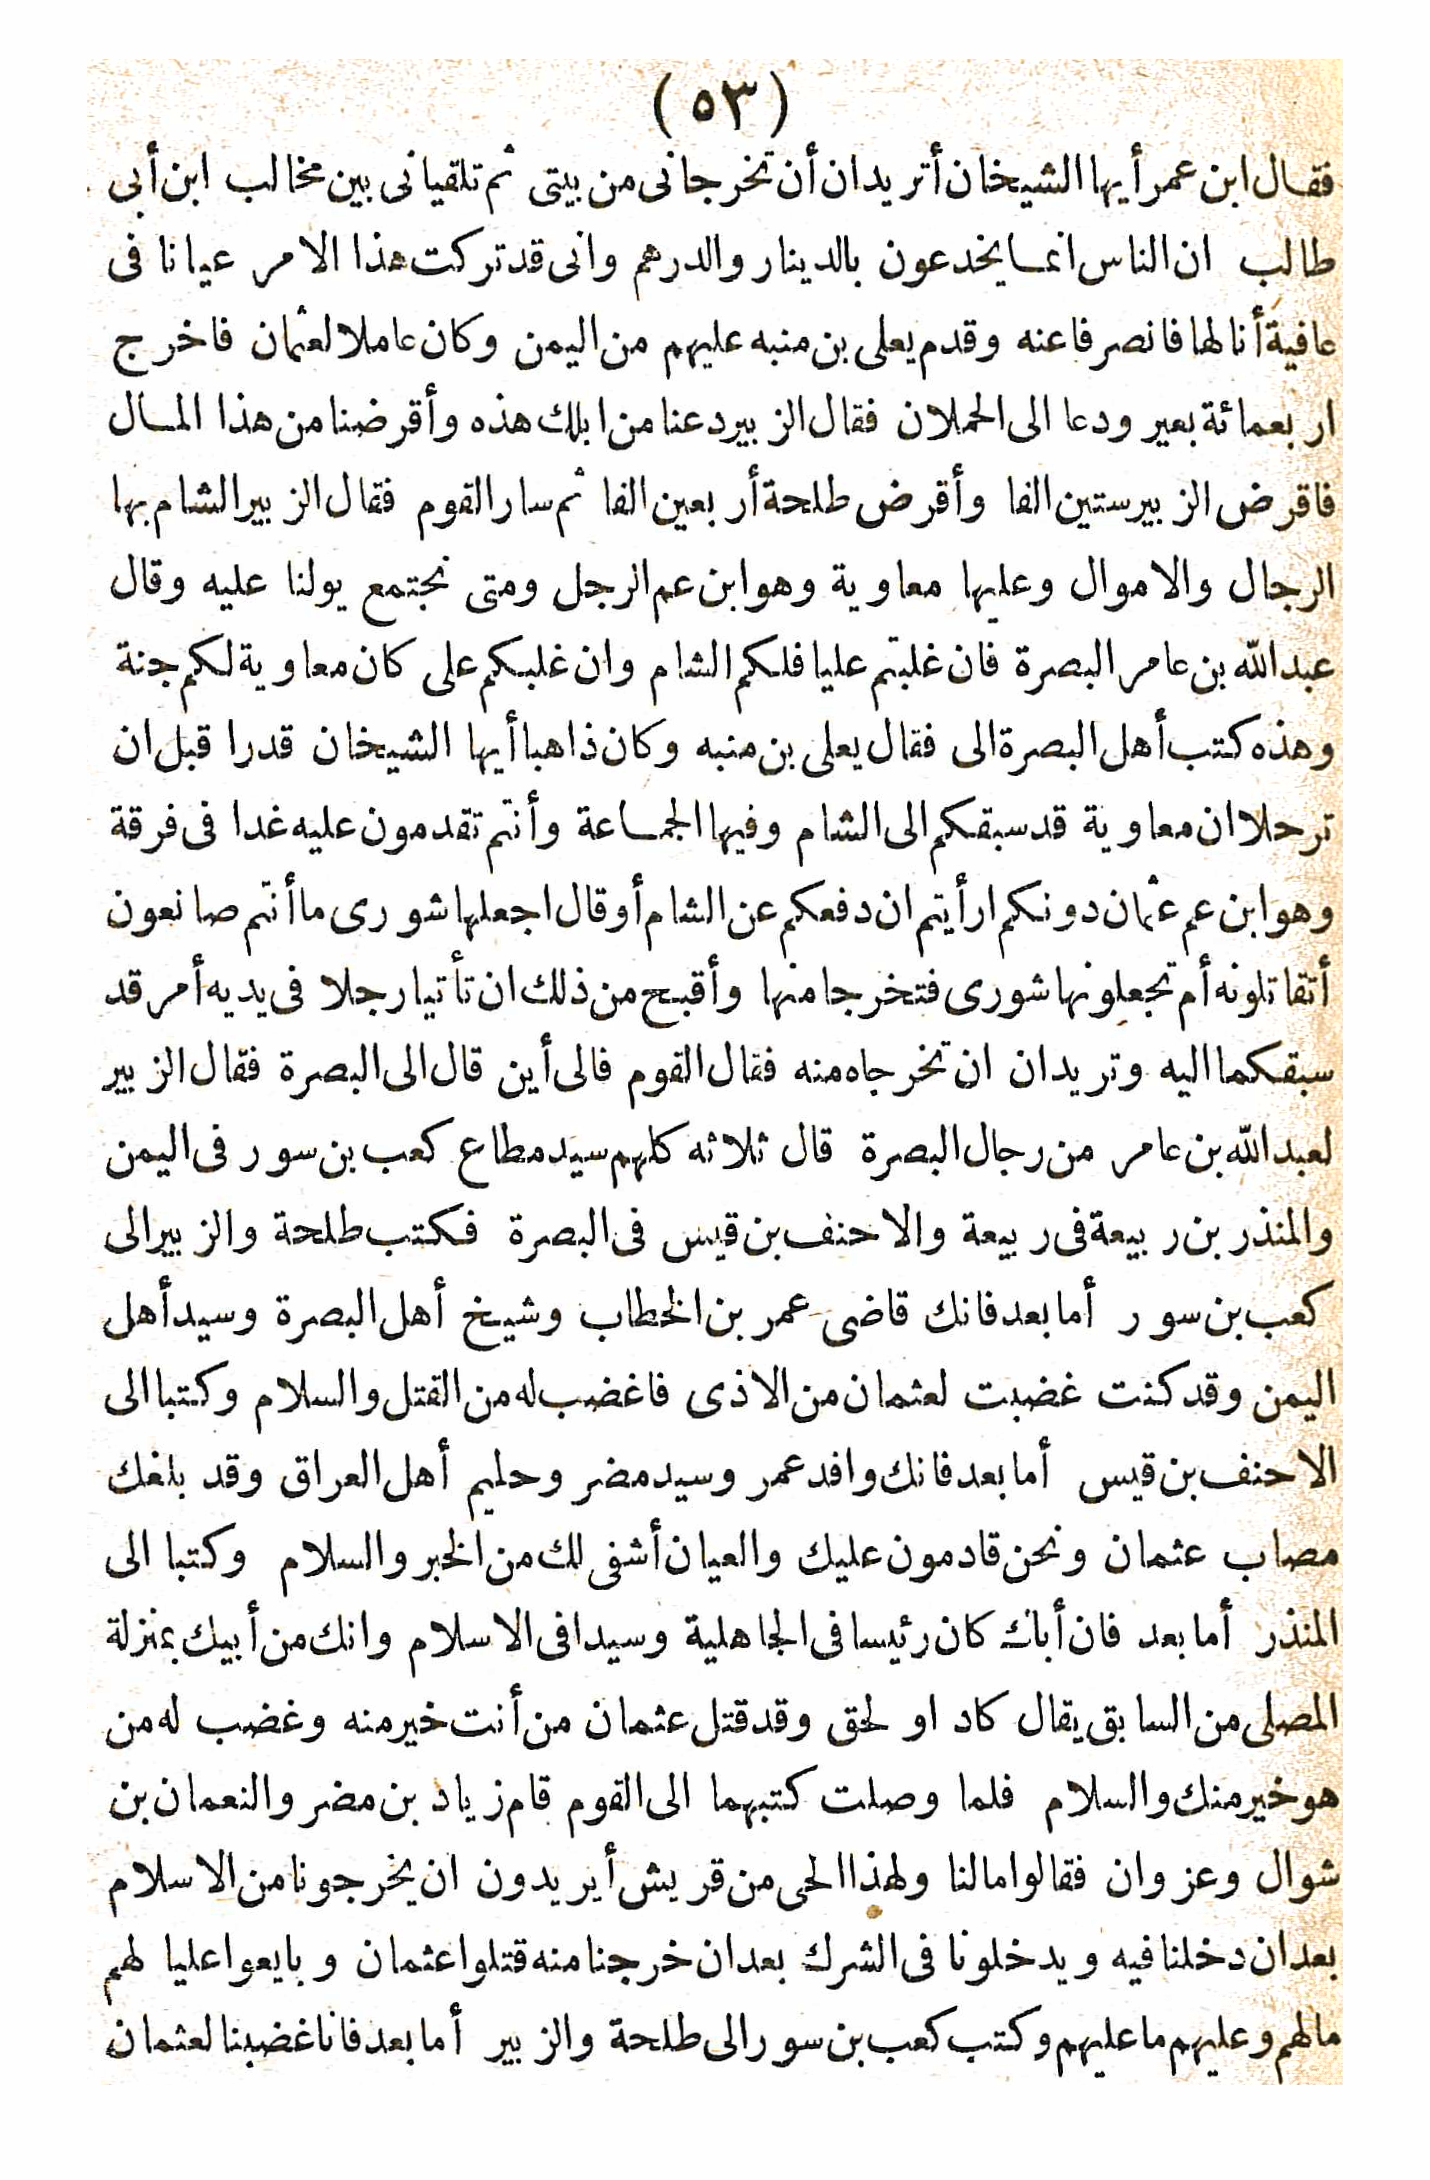 (٥٣)
فقال ابن عمر أيها الشيخان أتريدان أن تخرجانى من بيتى ثم تلقيانى بين مخالب ابن أبى
طالب ان الناس انما يخدعون بالدينار والدرهم وانى قد تركت هذا الامر عيانا فى
عافية أنالها فانصرفا عنه وقدم يعلى بن منبه عليهم من اليمن وكان عاملا لعثمان فاخرج
اربعمائة بعير ودعا الى الحملان فقال الزبير دعنا من ابلك هذه وأقرضنا من هذا المال
فاقرض الزبير ستين الفا وأقرض طلحة أربعين الفا ثم سار القوم فقال الزبير الشام بها
الرجال والاموال وعليها معاوية وهو ابن عم الرجل ومتى نجتمع يولنا عليه وقال
عبد الله بن عامر البصرة فان غلبتم عليا فلكم الشام وان غلبكم على كان معاوية لكم جنة
وهذه كتب أهل البصرة الى فقال يعلى بن منبه وكان ذاهبا أيها الشيخان قدرا قبل ان
ترحلا ان معاوية قد سبقكم الى الشام وفيها الجماعة وأنتم تقدمون عليه غدا فى فرقة
وهو ابن عم عثمان دونكم ارأيتم ان دفعكم عن الشام أو قال اجعلها شورى ما أنتم صانعون
أتقاتلونه أم تجعلونها شورى فتخرجا منها وأقبح من ذلك ان تأتيا رجلا فى يديه أمر قد
سبقكما اليه وتريدان ان تخرجاه منه فقال القوم فالى أين قال الى البصرة فقال الزبير
لعبد الله بن عامر من رجال البصرة قال ثلاثه كلهم سيد مطاع كعب بن سور فى اليمن
والمنذر بن ربيعة فى ربيعة والاحنف بن قيس فى البصرة فكتب طلحة والزبير الى
كعب بن سور أما بعد فانك قاضى عمر بن الخطاب وشيخ أهل البصرة وسيد أهل
اليمن وقد كنت غضبت لعثمان من الاذى فاغضب له من القتل والسلام وكتبا الى
الاحنف بن قيس أما بعد فانك وافد عمر وسيد مضر وحليم أهل العراق وقد بلغك
مصاب عثمان ونحن قادمون عليك والعيان أشفى لك من الخبر والسلام وكتبا الى
المنذر أما بعد فان أباك كان رئيسا فى الجاهلية وسيدا فى الاسلام وانك من أبيك بمنزلة
المصلى من السابق يقال كاد او لحق وقد قتل عثمان من أنت خير منه وغضب له من
هو خير منك والسلام فلما وصلت كتبهما الى القوم قام زياد بن مضر والنعمان بن
شوال وعزوان فقالوا مالنا ولهذا الحى من قريش أيريدون ان يخرجونا من الاسلام
بعد ان دخلنا فيه ويدخلونا فى الشرك بعد ان خرجنا منه قتلوا عثمان وبايعوا عليا لهم
مالهم وعليهم ما عليهم وكتب كعب بن سور الى طلحة والزبير أما بعد فانا غضبنا لعثمان